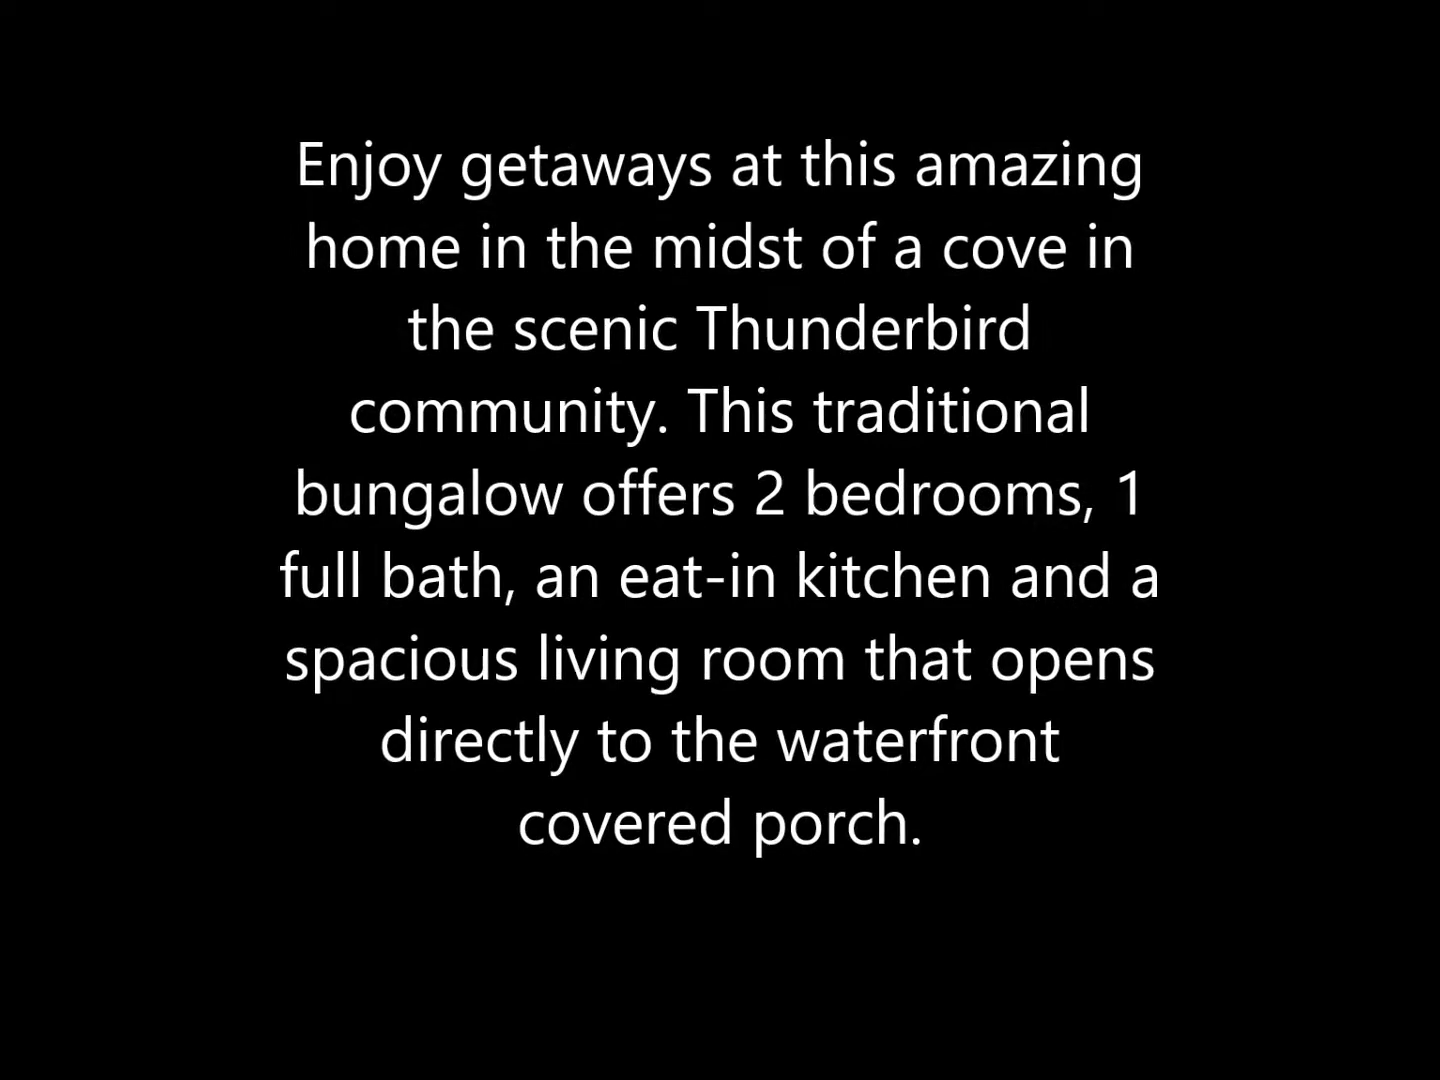 Enjoy getaways at this amazing
home in the midst of a cove in
the scenic Thunderbird
community. This traditional
bungalow offers 2 bedrooms, 1
full bath, an eat-in kitchen and a
spacious living room that opens
directly to the waterfront
covered porch.